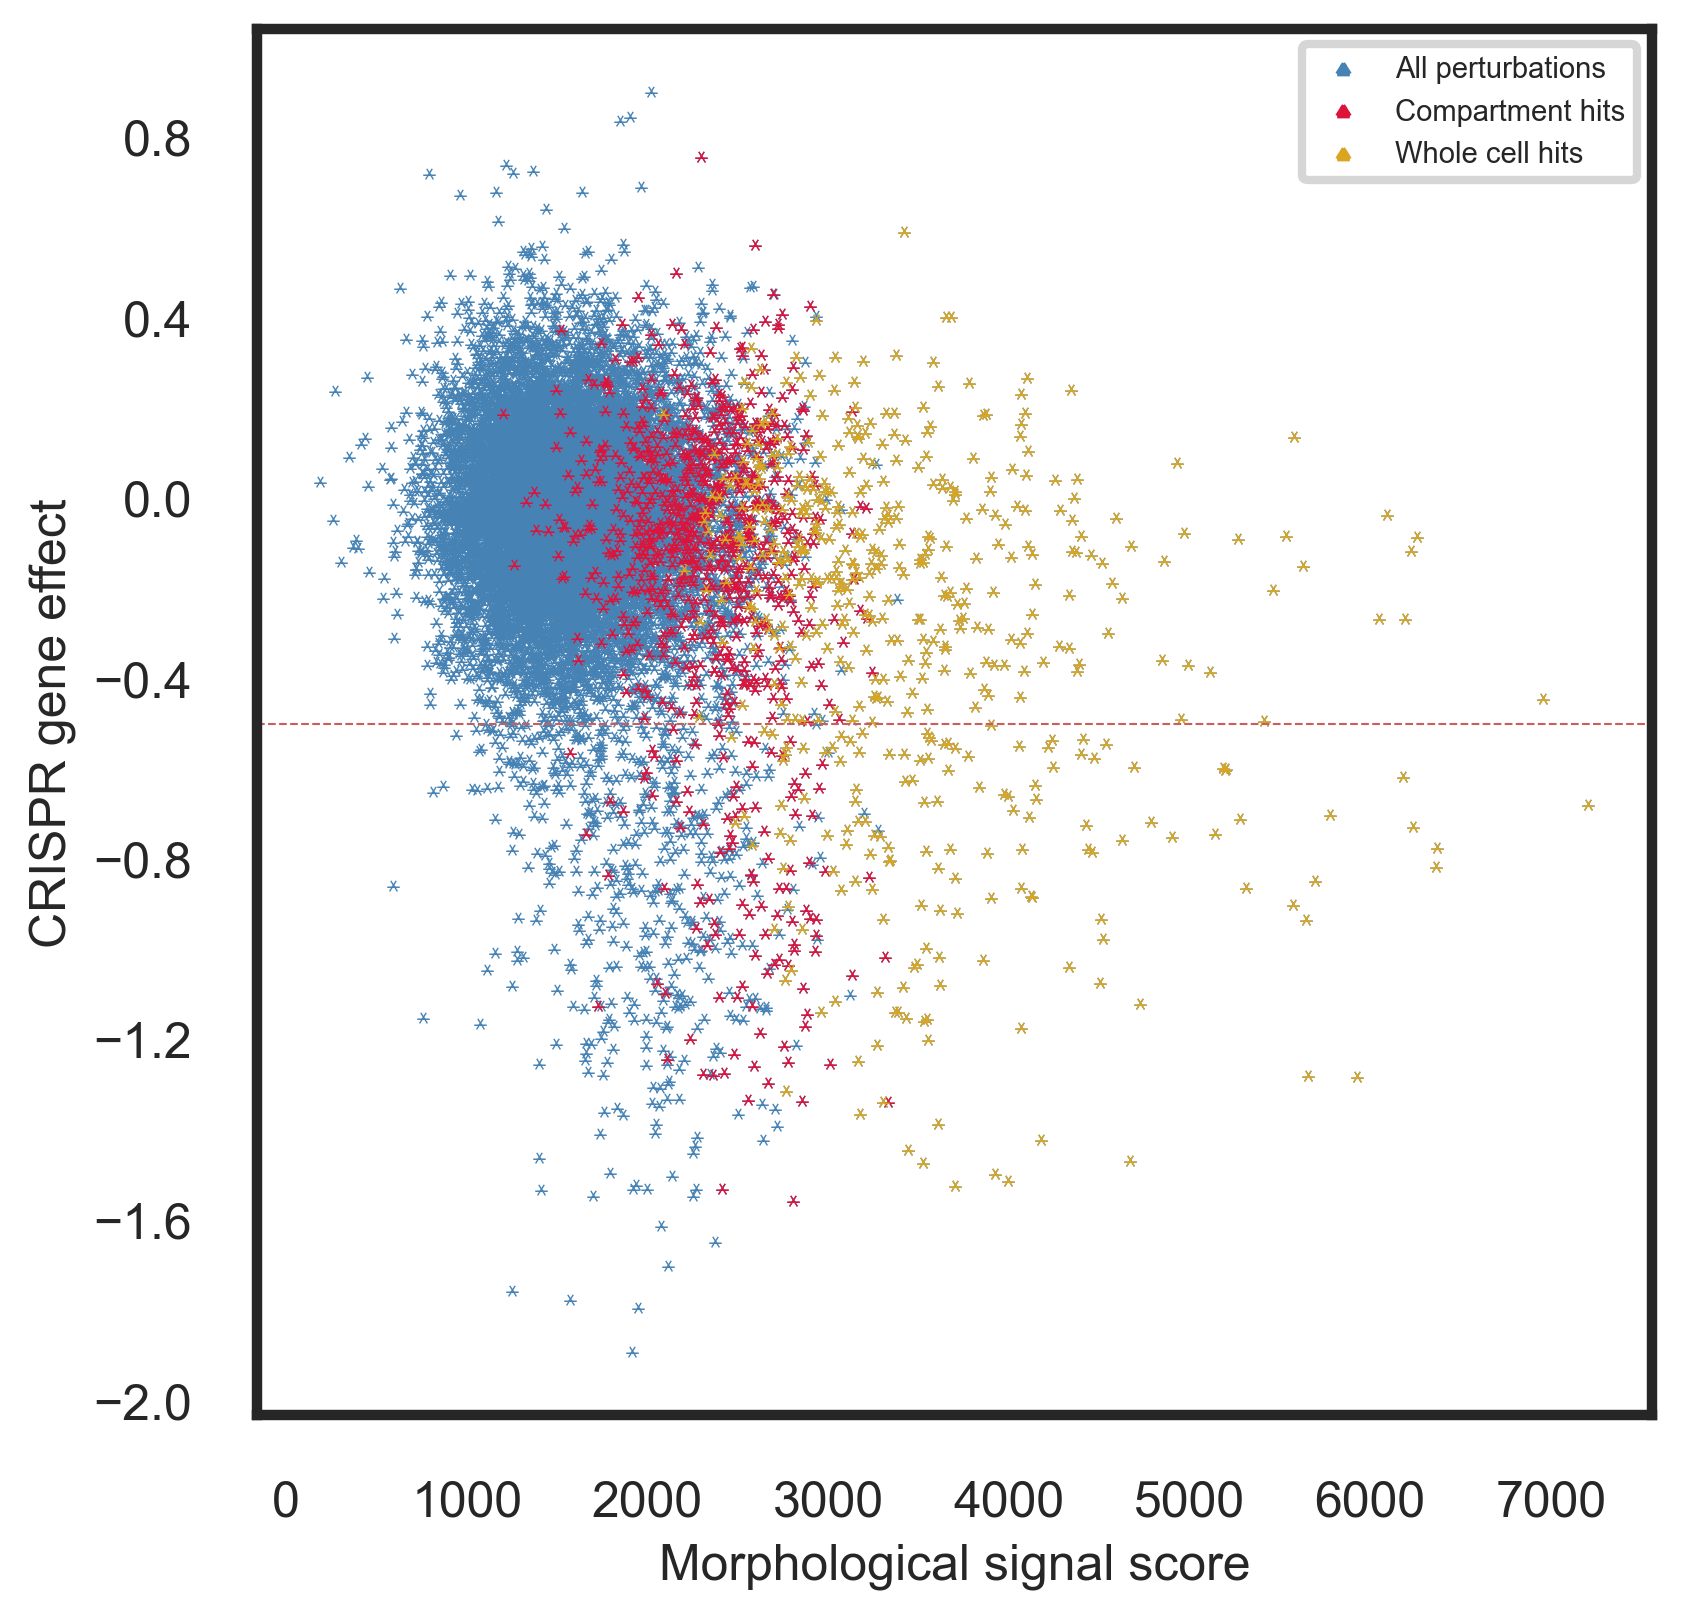 All perturbations
Compartment hits
Whole cell hits
0.8
0.4
0.0
−0.4
−0.8
−1.2
−1.6
−2.0
CRISPR gene effect
0 1000 2000 3000 4000 5000 6000 7000
Morphological signal score